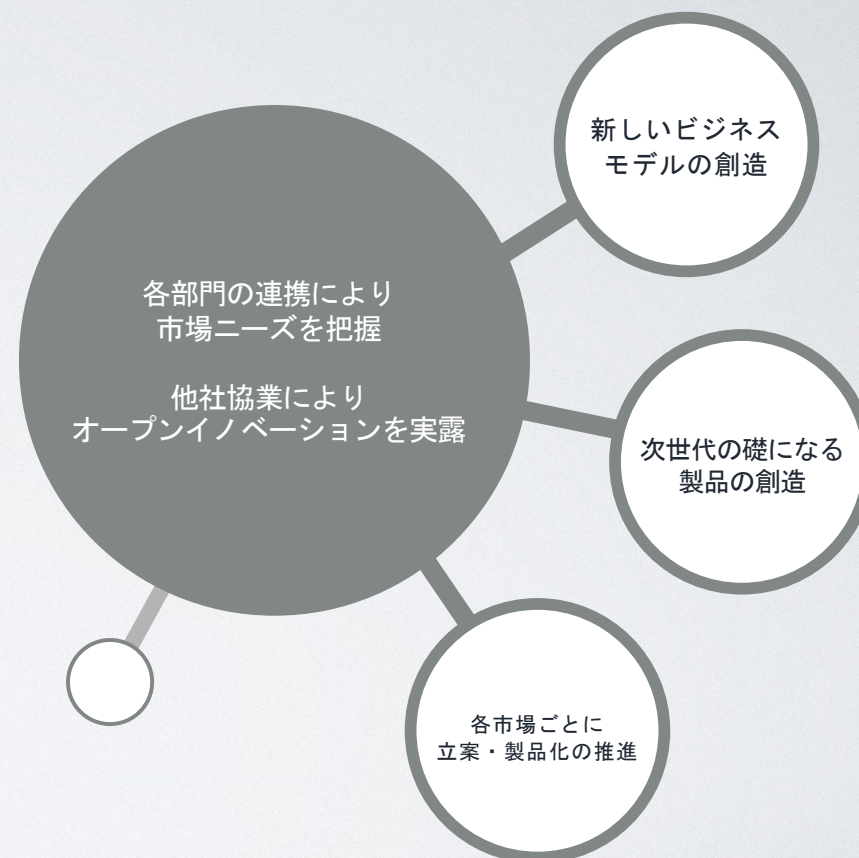 各部門の連携により
市場ニーズを把握
他社協業により
オープンイノベーションを実露
新しいビジネス
モデルの創造
次世代の礎になる
製品の創造
各市場ごとに
立案・製品化の推進